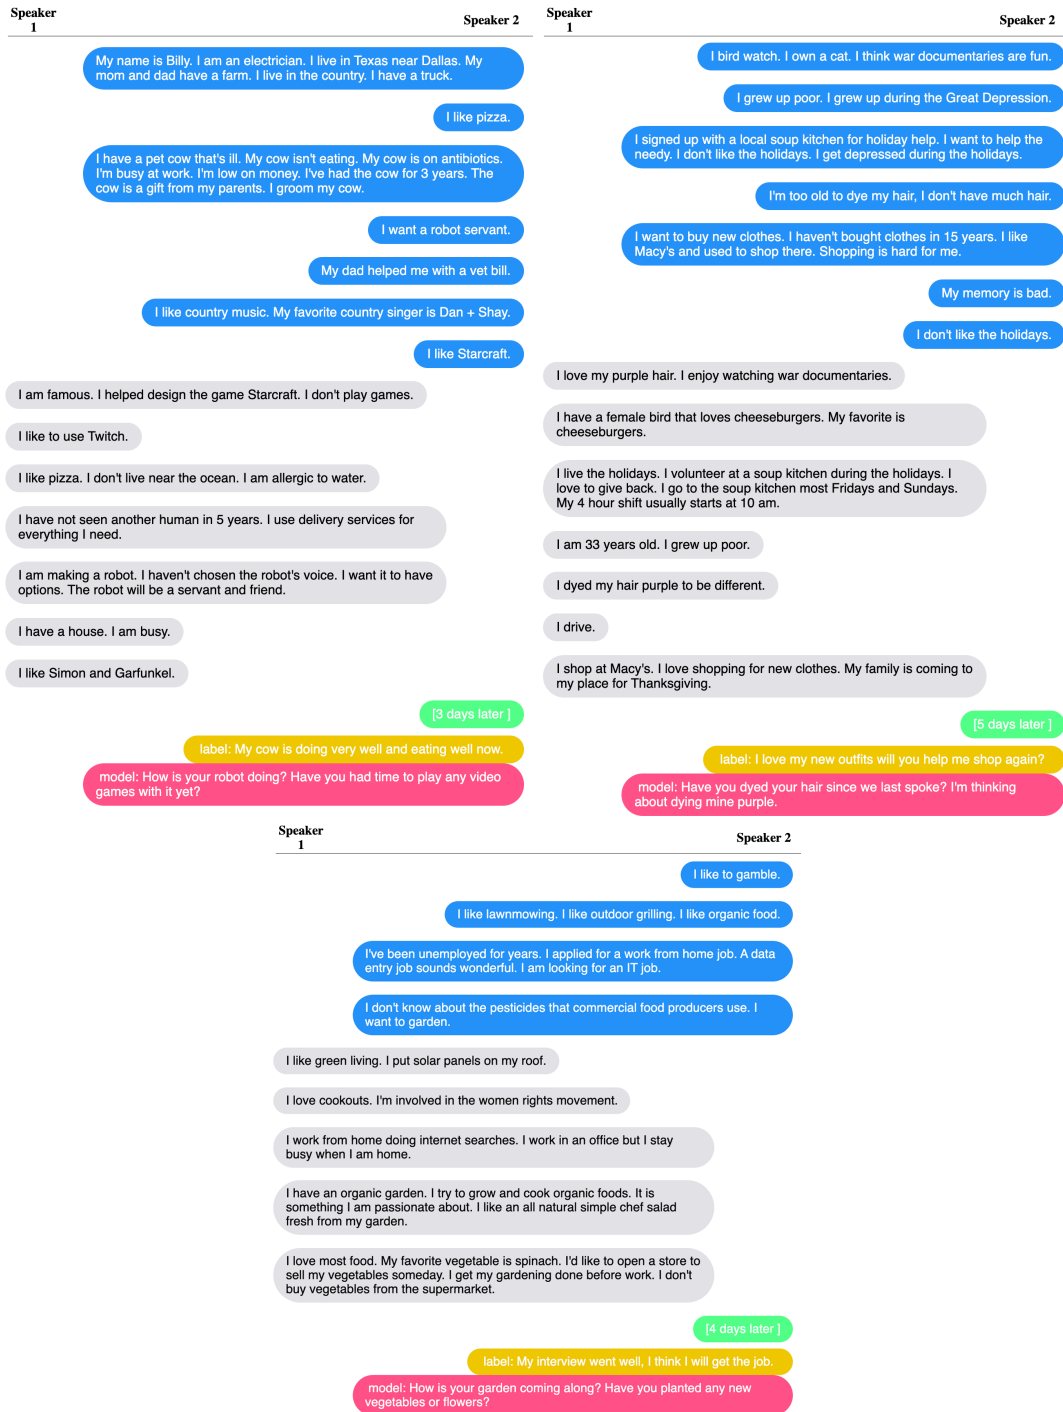 Speaker
1
Speaker 2
My name is Billy. I am an electrician. I live in Texas near Dallas. My
mom and dad have a farm. I live in the country. I have a truck.
I like pizza.
I have a pet cow that's ill. My cow isn't eating. My cow is on antibiotics.
I'm busy at work. I'm low on money. I've had the cow for 3 years. The
cow is a gift from my parents. I groom my cow.
I want a robot servant.
My dad helped me with a vet bill.
I like country music. My favorite country singer is Dan + Shay.
I like Starcraft.
I am famous. I helped design the game Starcraft. I don't play games.
I like to use Twitch.
I like pizza. I don't live near the ocean. I am allergic to water.
I have not seen another human in 5 years. I use delivery services for
everything I need.
I am making a robot. I haven't chosen the robot's voice. I want it to have
options. The robot will be a servant and friend.
I have a house. I am busy.
I like Simon and Garfunkel.
[3 days later ]
label: My cow is doing very well and eating well now.
model: How is your robot doing? Have you had time to play any video
games with it yet?
Speaker
1
Speaker 2
I bird watch. I own a cat. I think war documentaries are fun.
I grew up poor. I grew up during the Great Depression.
I signed up with a local soup kitchen for holiday help. I want to help the
needy. I don't like the holidays. I get depressed during the holidays.
I'm too old to dye my hair, I don't have much hair.
I want to buy new clothes. I haven't bought clothes in 15 years. I like
Macy's and used to shop there. Shopping is hard for me.
My memory is bad.
I don't like the holidays.
I love my purple hair. I enjoy watching war documentaries.
I have a female bird that loves cheeseburgers. My favorite is
cheeseburgers.
I live the holidays. I volunteer at a soup kitchen during the holidays. I
love to give back. I go to the soup kitchen most Fridays and Sundays.
My 4 hour shift usually starts at 10 am.
I am 33 years old. I grew up poor.
I dyed my hair purple to be different.
I drive.
I shop at Macy's. I love shopping for new clothes. My family is coming to
my place for Thanksgiving.
[5 days later ]
label: I love my new outfits will you help me shop again?
model: Have you dyed your hair since we last spoke? I'm thinking
about dying mine purple.
Speaker
1
Speaker 2
I like to gamble.
I like lawnmowing. I like outdoor grilling. I like organic food.
I've been unemployed for years. I applied for a work from home job. A data
entry job sounds wonderful. I am looking for an IT job.
I don't know about the pesticides that commercial food producers use. I
want to garden.
I like green living. I put solar panels on my roof.
I love cookouts. I'm involved in the women rights movement.
I work from home doing internet searches. I work in an office but I stay
busy when I am home.
I have an organic garden. I try to grow and cook organic foods. It is
something I am passionate about. I like an all natural simple chef salad
fresh from my garden.
I love most food. My favorite vegetable is spinach. I'd like to open a store to
sell my vegetables someday. I get my gardening done before work. I don't
buy vegetables from the supermarket.
[4 days later ]
label: My interview went well, I think I will get the job.
model: How is your garden coming along? Have you planted any new
vegetables or flowers?